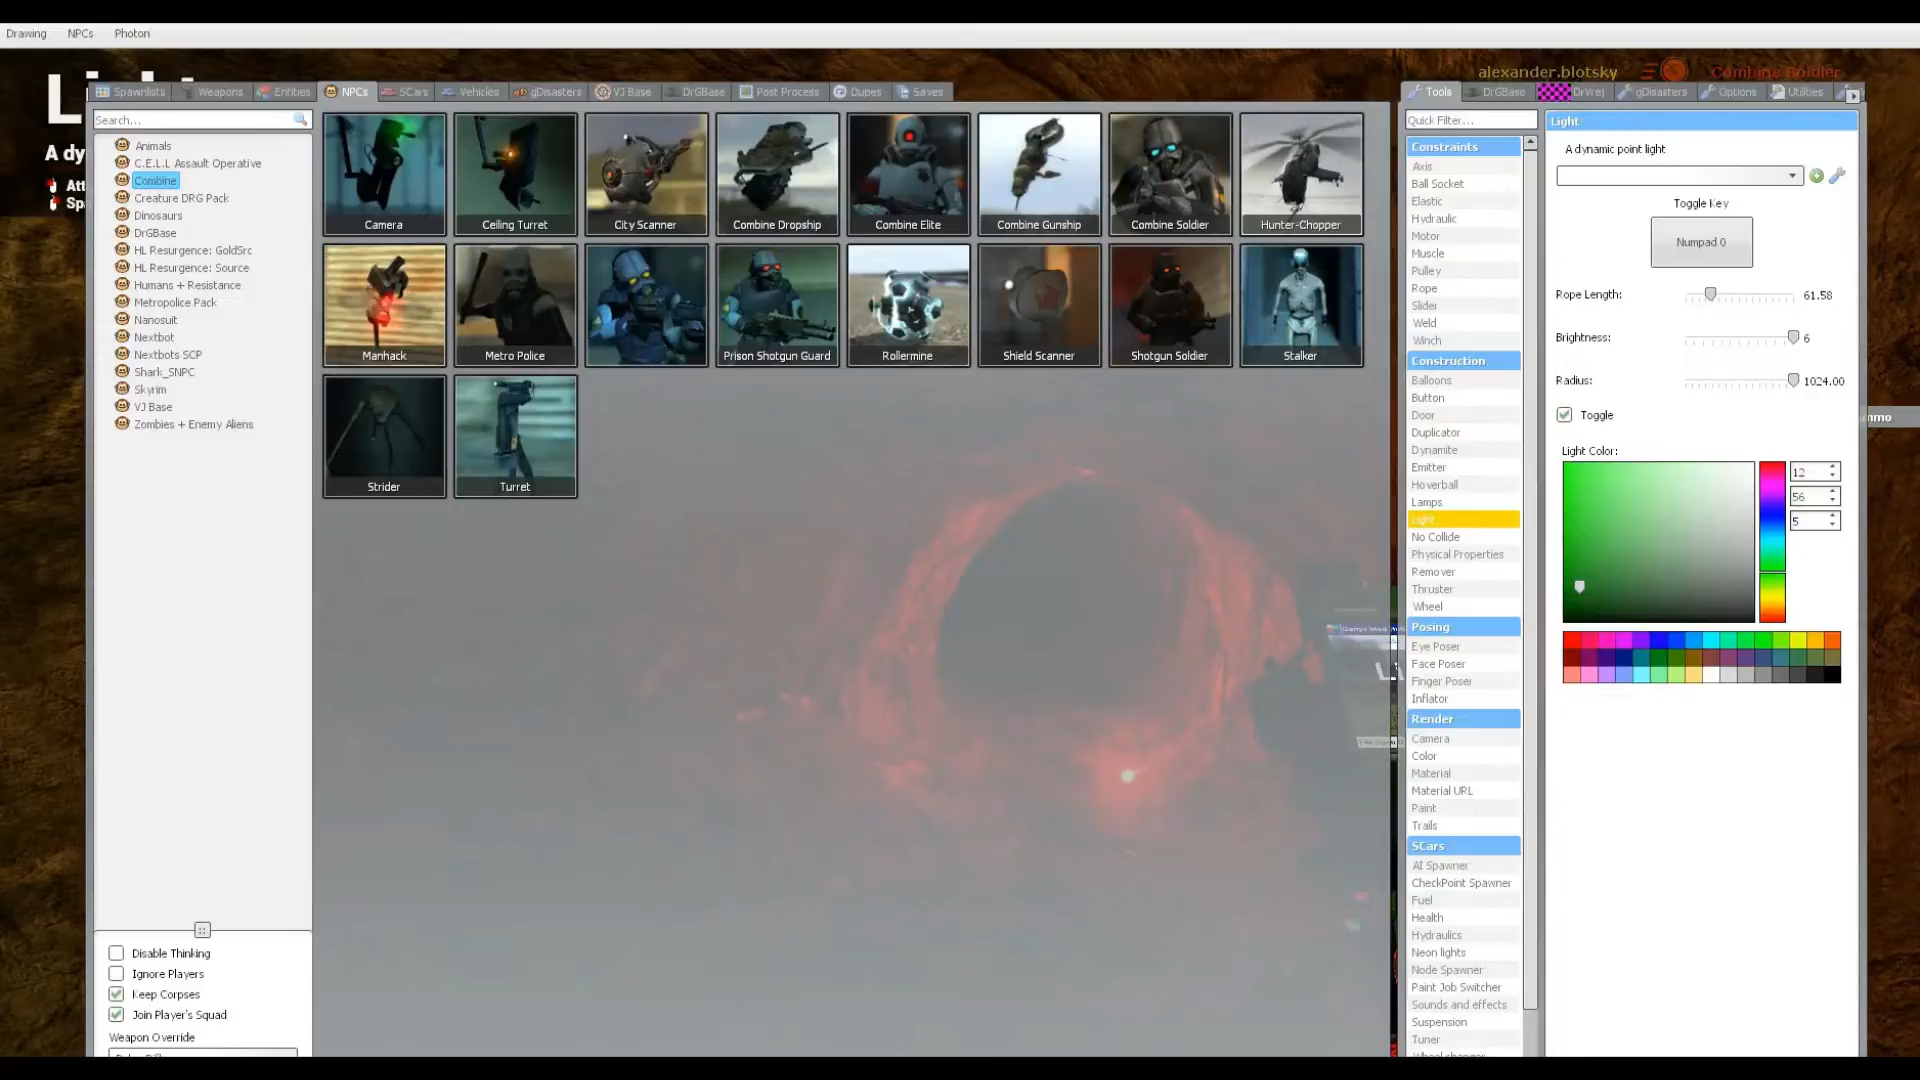 Drawing NPCs Photon
alexander.blotsky Combine Soldier
Spawnlists Weapons Entities NPCs SCars Vehicles gDisasters VJ Base DrGBase Post Process Dupes Saves
Tools DrGBase DrVrej gDisasters Options Utilities
Search...
Animals
C.E.L.L Assault Operative
Combine
Creature DRG Pack
Dinosaurs
DrGBase
HL Resurgence: GoldSrc
HL Resurgence: Source
Humans + Resistance
Metropolice Pack
Nanosuit
Nextbot
Nextbots SCP
Shark_SNPC
Skyrim
VJ Base
Zombies + Enemy Aliens
Disable Thinking
Ignore Players
Keep Corpses
Join Player's Squad
Weapon Override
Camera
Ceiling Turret
City Scanner
Combine Dropship
Combine Elite
Combine Gunship
Combine Soldier
Hunter-Chopper
Manhack
Metro Police
Prison Shotgun Guard
Rollermine
Shield Scanner
Shotgun Soldier
Stalker
Strider
Turret
Quick Filter...
Constraints
Axis
Ball Socket
Elastic
Hydraulic
Motor
Muscle
Pulley
Rope
Slider
Weld
Winch
Construction
Balloons
Button
Door
Duplicator
Dynamite
Emitter
Hoverball
Lamps
Light
No Collide
Physical Properties
Remover
Thruster
Wheel
Posing
Eye Poser
Face Poser
Finger Poser
Inflator
Render
Camera
Color
Material
Material URL
Paint
Trails
SCars
AI Spawner
CheckPoint Spawner
Fuel
Health
Hydraulics
Neon lights
Node Spawner
Paint Job Switcher
Sounds and effects
Suspension
Tuner
Light
A dynamic point light
Toggle Key
Numpad 0
Rope Length: 61.58
Brightness: 6
Radius: 1024.00
Toggle
Light Color:
12
56
5